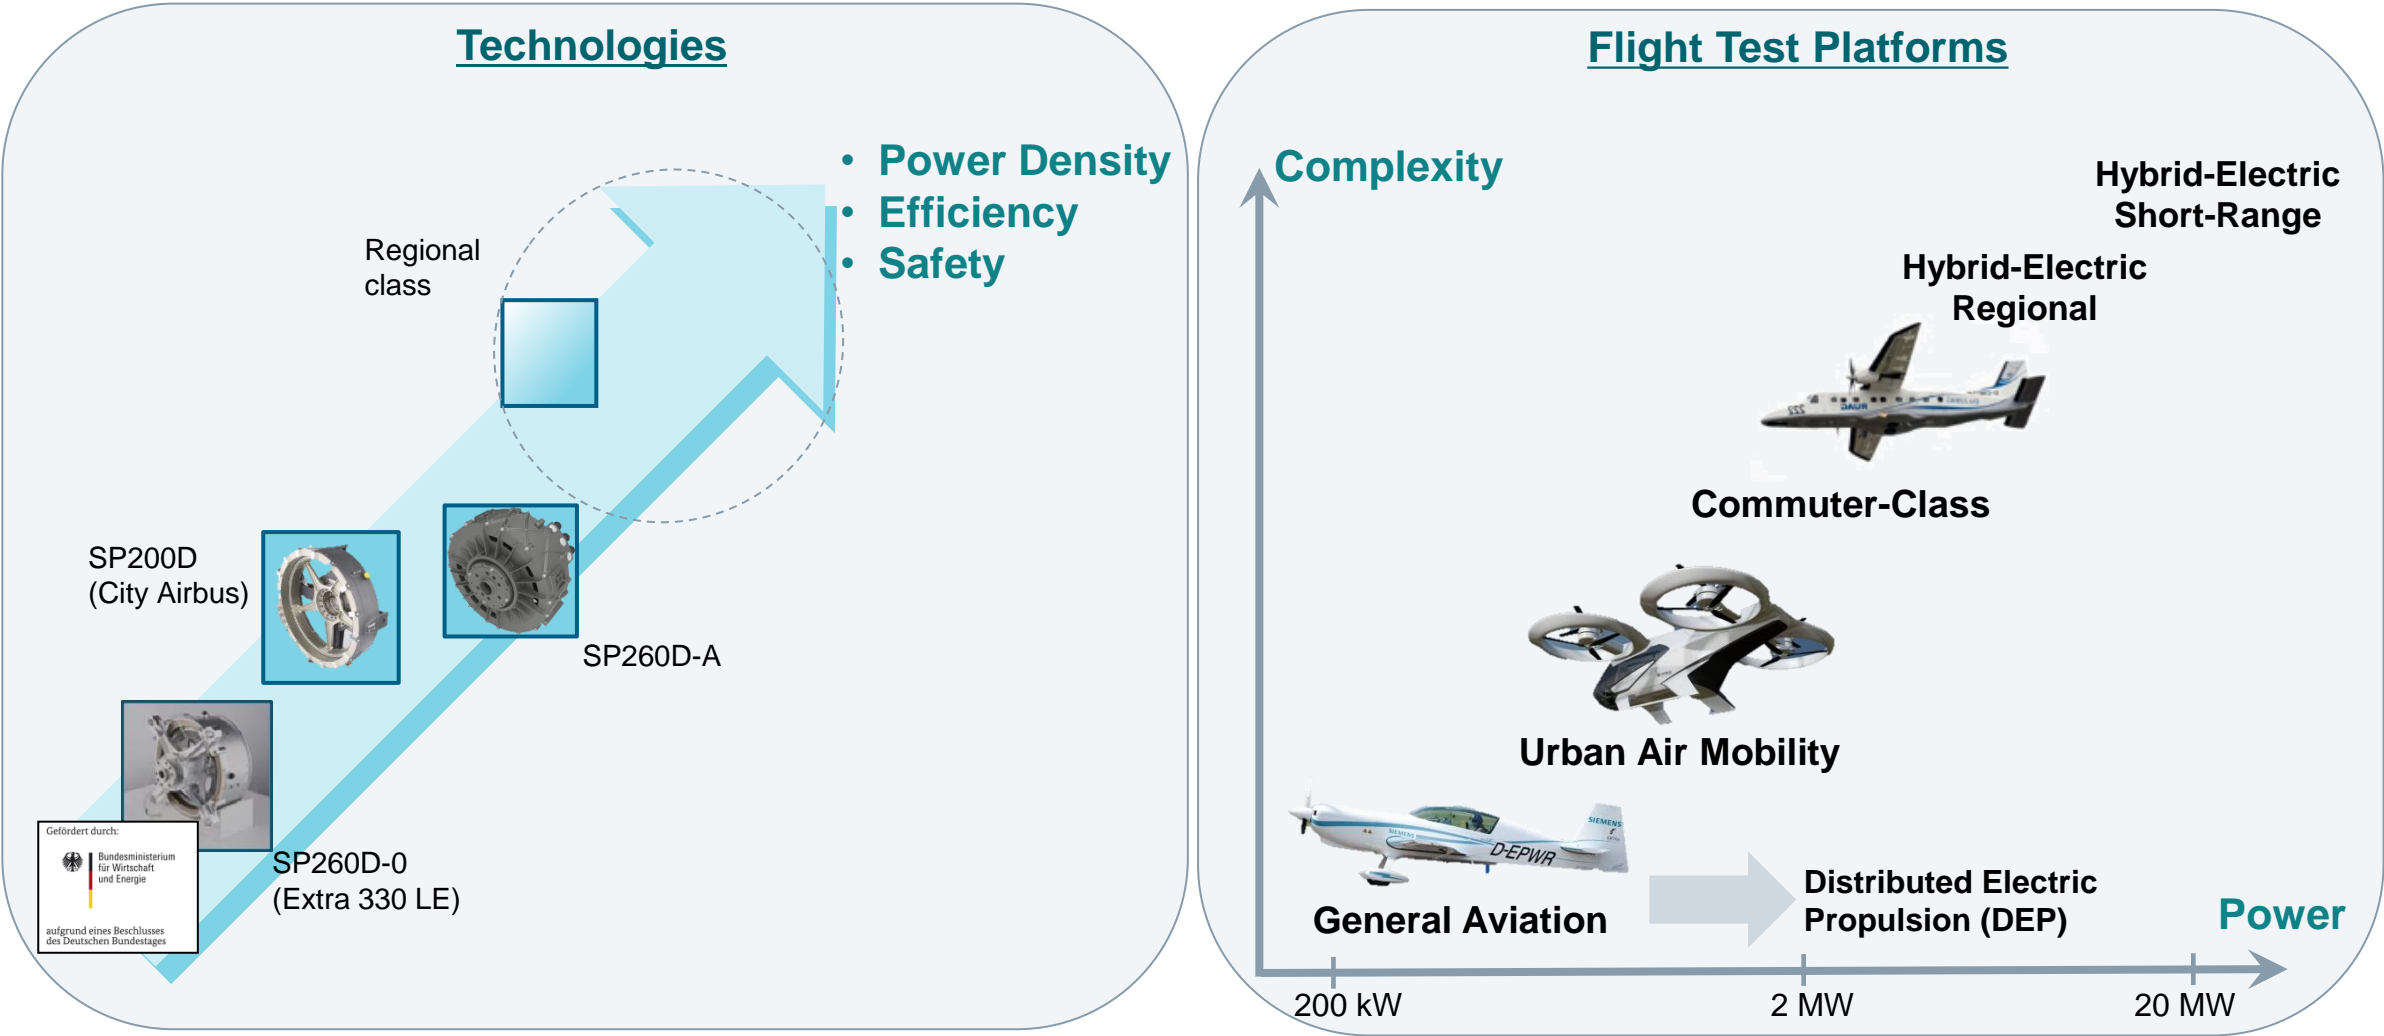 Technologies
• Power Density
• Efficiency
• Safety
Regional
class
SP200D
(City Airbus)
SP260D-A
SP260D-0
(Extra 330 LE)
Gefördert durch:
Bundesministerium
für Wirtschaft
und Energie
aufgrund eines Beschlusses
des Deutschen Bundestages
Flight Test Platforms
Complexity
Hybrid-Electric
Short-Range
Hybrid-Electric
Regional
222
Commuter-Class
Urban Air Mobility
SIEMENS
SIEMENS
D-EPWR
General Aviation
Distributed Electric
Propulsion (DEP)
Power
200 kW
2 MW
20 MW